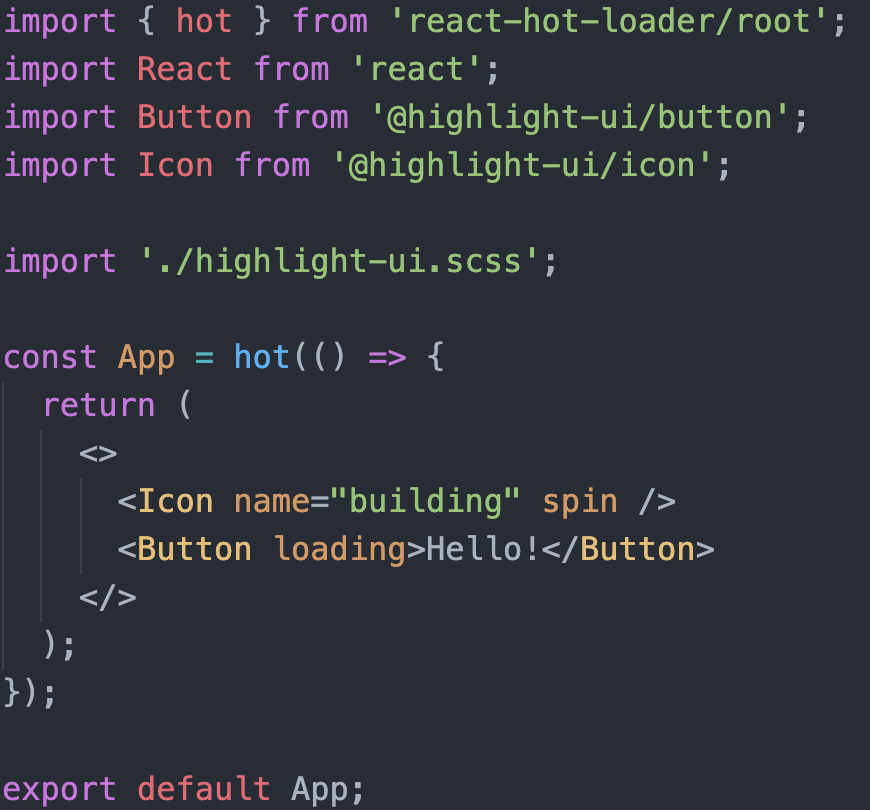 import { hot } from 'react-hot-loader/root';
import React from 'react';
import Button from '@highlight-ui/button';
import Icon from '@highlight-ui/icon';

import './highlight-ui.scss';

const App = hot(() => {
  return (
    <>
      <Icon name="building" spin />
      <Button loading>Hello!</Button>
    </>
  );
});

export default App;